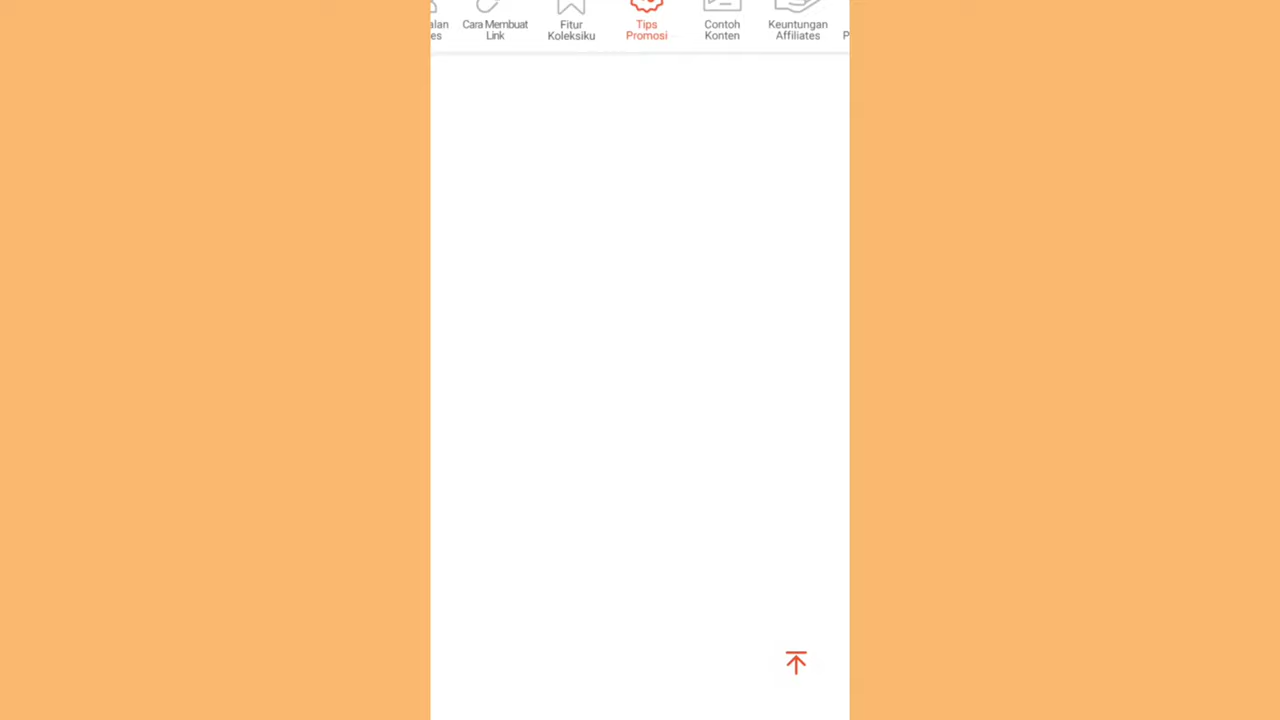 Cara Membuat
Link
Fitur
Koleksiku
Tips
Promosi
Contoh
Konten
Keuntungan
Affiliates